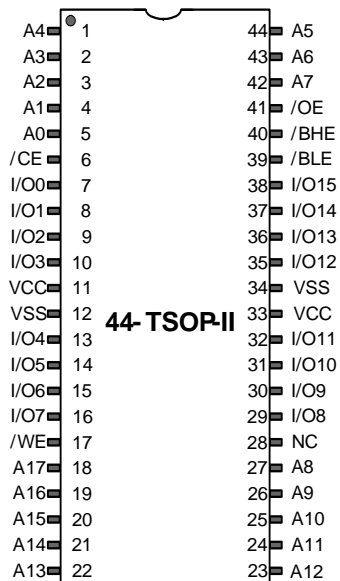 A4 1 44 A5
A3 2 43 A6
A2 3 42 A7
A1 4 41 /OE
A0 5 40 /BHE
/CE 6 39 /BLE
I/O0 7 38 I/O15
I/O1 8 37 I/O14
I/O2 9 36 I/O13
I/O3 10 35 I/O12
VCC 11 34 VSS
VSS 12 33 VCC
44-TSOP-II
I/O4 13 32 I/O11
I/O5 14 31 I/O10
I/O6 15 30 I/O9
I/O7 16 29 I/O8
/WE 17 28 NC
A17 18 27 A8
A16 19 26 A9
A15 20 25 A10
A14 21 24 A11
A13 22 23 A12